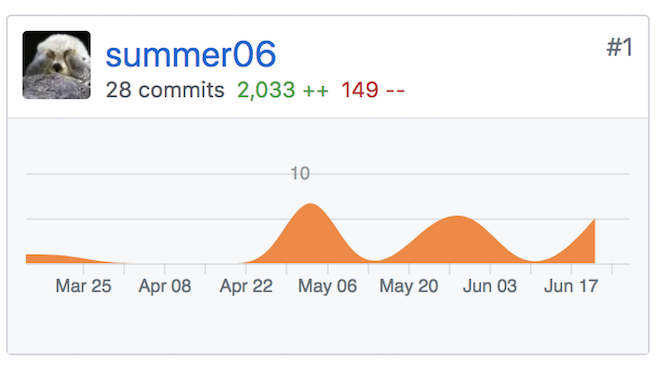 summer06
#1
28 commits 2,033 ++ 149 --
10
Mar 25 Apr 08 Apr 22 May 06 May 20 Jun 03 Jun 17